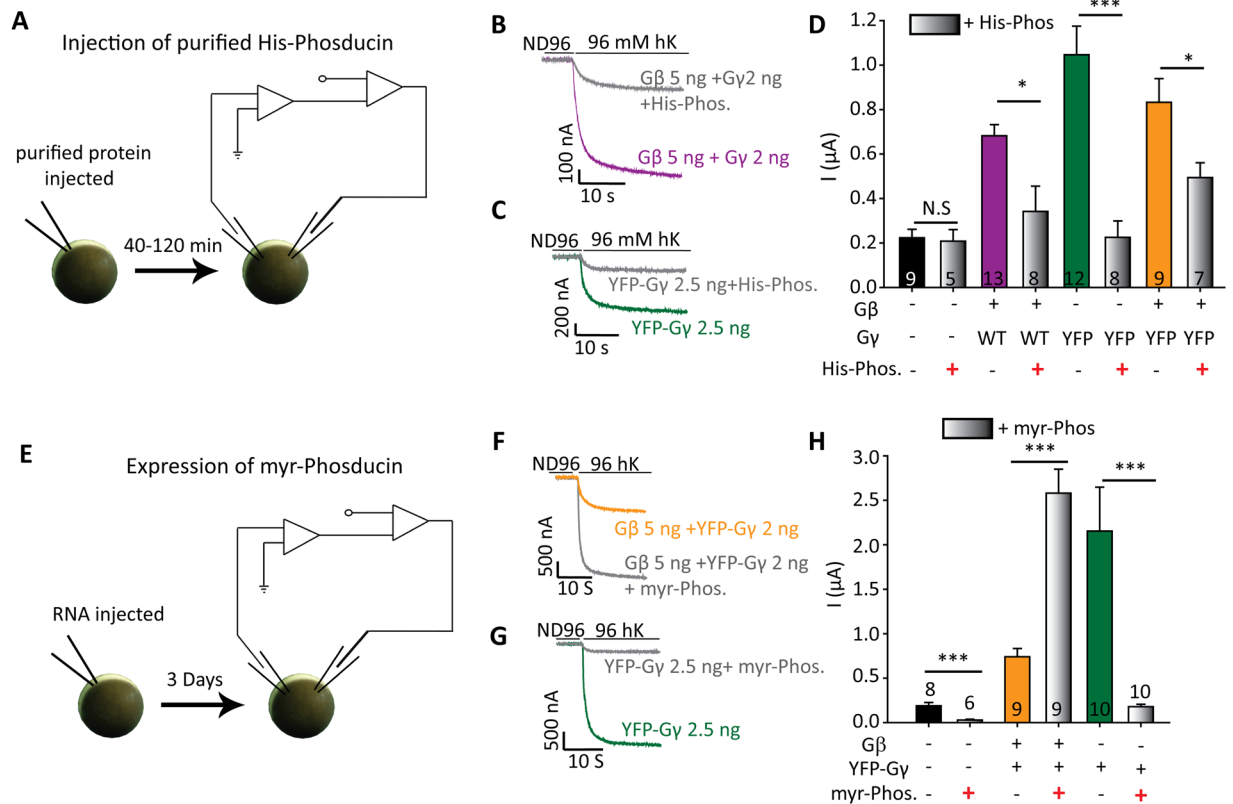 A
Injection of purified His-Phosducin
purified protein
injected
40-120 min
B
ND96 96 mM hK
Gβ 5 ng +Gγ2 ng
+His-Phos.
Gβ 5 ng + Gγ 2 ng
100 nA
10 s
C
ND96 96 mM hK
YFP-Gγ 2.5 ng+His-Phos.
YFP-Gγ 2.5 ng
200 nA
10 s
D
+ His-Phos
***
*
*
N.S
I (μA)
1.2
1.0
0.8
0.6
0.4
0.2
0.0
9 5 13 8 12 8 9 7
Gβ - - + + - - + +
Gγ - - WT WT YFP YFP YFP YFP
His-Phos. - + - + - + - +
E
Expression of myr-Phosducin
RNA injected
3 Days
F
ND96 96 hK
Gβ 5 ng +YFP-Gγ 2 ng
Gβ 5 ng +YFP-Gγ 2 ng
+ myr-Phos.
500 nA
10 S
G
ND96 96 hK
YFP-Gγ 2.5 ng+ myr-Phos.
YFP-Gγ 2.5 ng
500 nA
10 S
H
+ myr-Phos
***
***
***
I (μA)
3.0
2.5
2.0
1.5
1.0
0.5
0.0
8 6 9 9 10 10
Gβ - - + + - -
YFP-Gγ - - + + + +
myr-Phos. - + - + - +